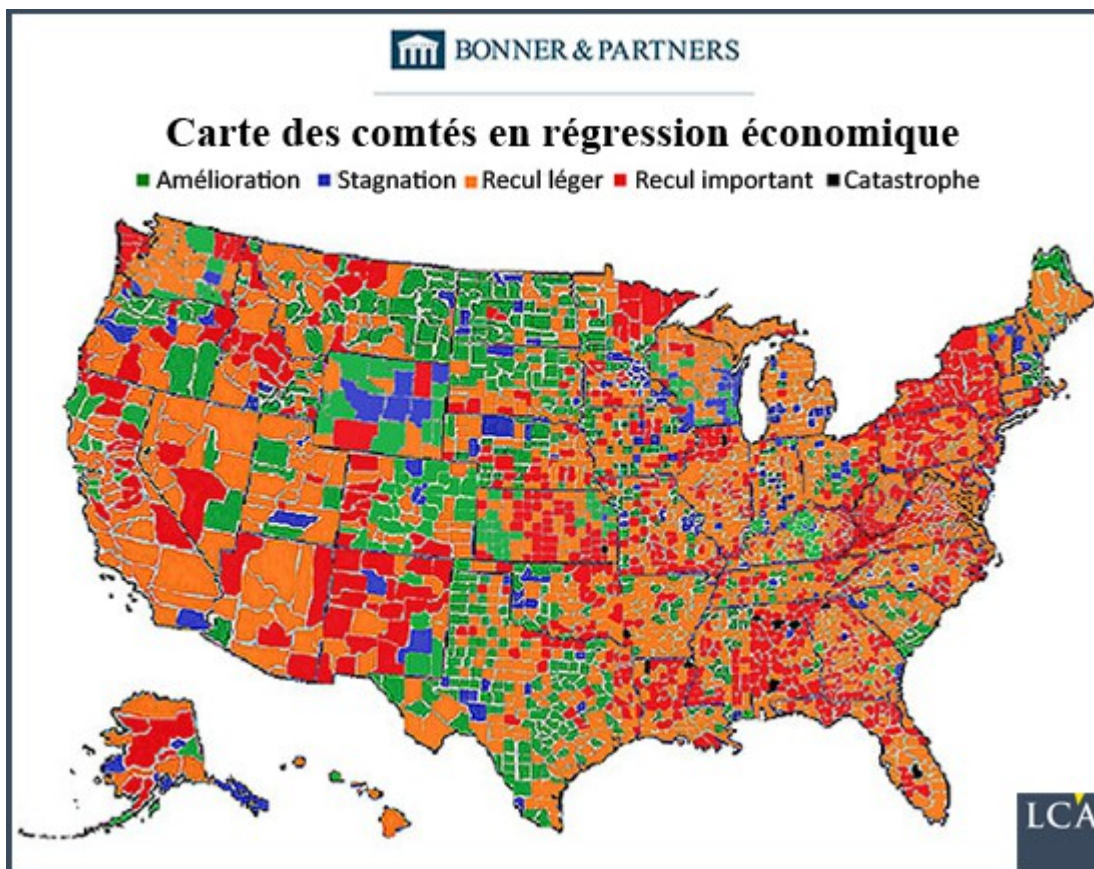 BONNER & PARTNERS
Carte des comtés en régression économique
Amélioration Stagnation Recul léger Recul important Catastrophe
LCA